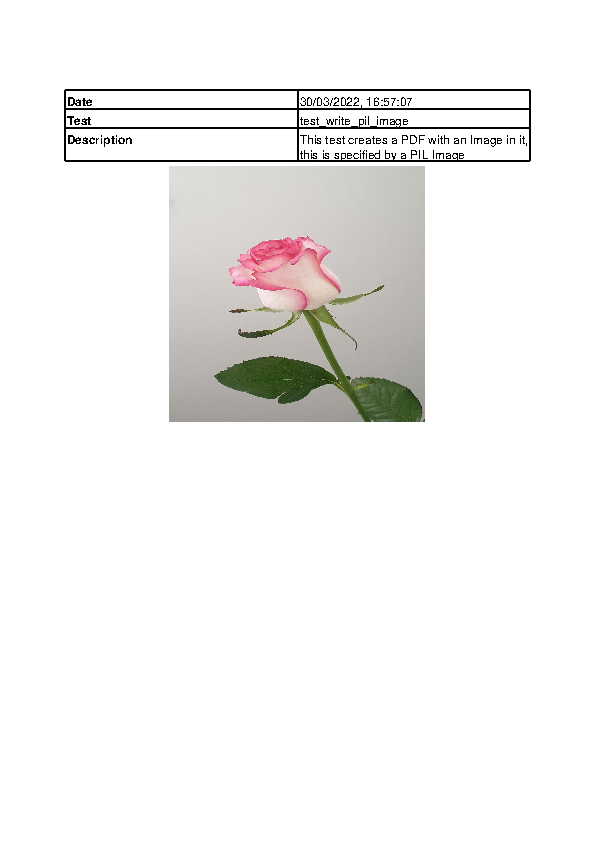 Date 30/03/2022, 16:57:07
Test test_write_pil_image
Description This test creates a PDF with an Image in it,
this is specified by a PIL Image